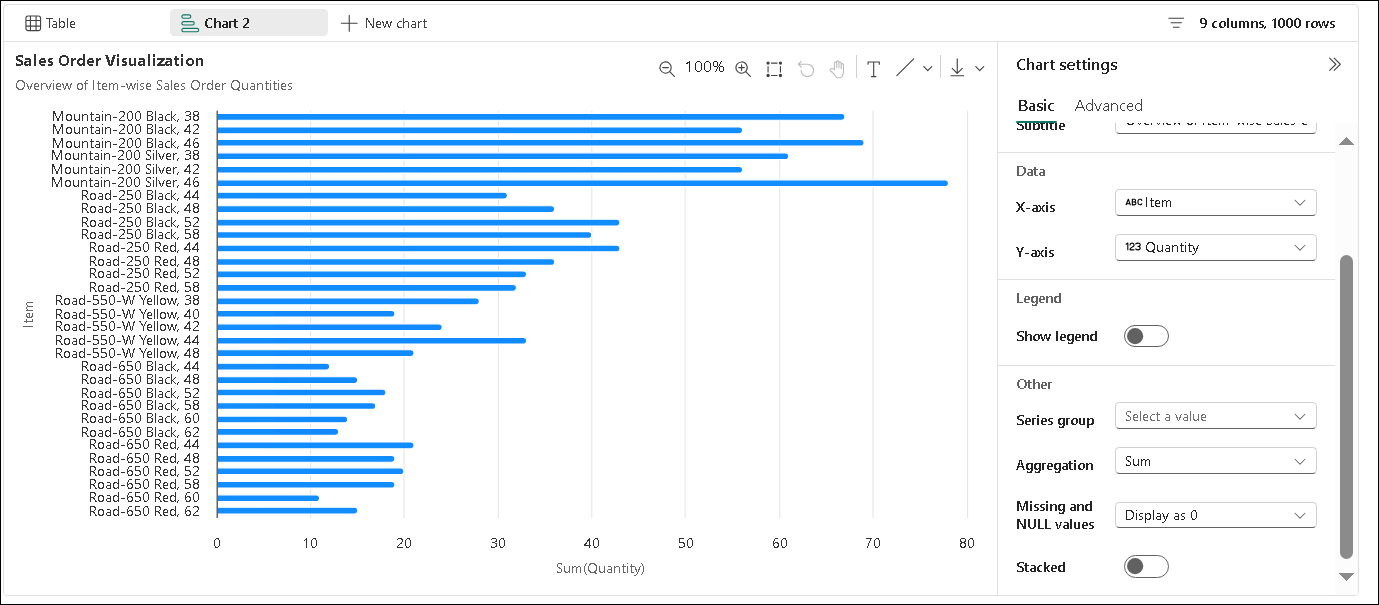 Table
Chart 2
New chart
9 columns, 1000 rows
Sales Order Visualization
Overview of Item-wise Sales Order Quantities
100%
T
Mountain-200 Black, 38
Mountain-200 Black, 42
Mountain-200 Black, 46
Mountain-200 Silver, 38
Mountain-200 Silver, 42
Mountain-200 Silver, 46
Road-250 Black, 44
Road-250 Black, 48
Road-250 Black, 52
Road-250 Black, 58
Road-250 Red, 44
Road-250 Red, 48
Road-250 Red, 52
Road-250 Red, 58
Road-550-W Yellow, 38
Road-550-W Yellow, 40
Road-550-W Yellow, 42
Road-550-W Yellow, 44
Road-550-W Yellow, 48
Road-650 Black, 44
Road-650 Black, 48
Road-650 Black, 52
Road-650 Black, 58
Road-650 Black, 60
Road-650 Black, 62
Road-650 Red, 44
Road-650 Red, 48
Road-650 Red, 52
Road-650 Red, 58
Road-650 Red, 60
Road-650 Red, 62
Item
0 10 20 30 40 50 60 70 80
Sum(Quantity)
Chart settings
Basic Advanced
Subtitle Overview of Item-wise Sales
Data
X-axis ABC Item
Y-axis 123 Quantity
Legend
Show legend
Other
Series group Select a value
Aggregation Sum
Missing and
NULL values Display as 0
Stacked